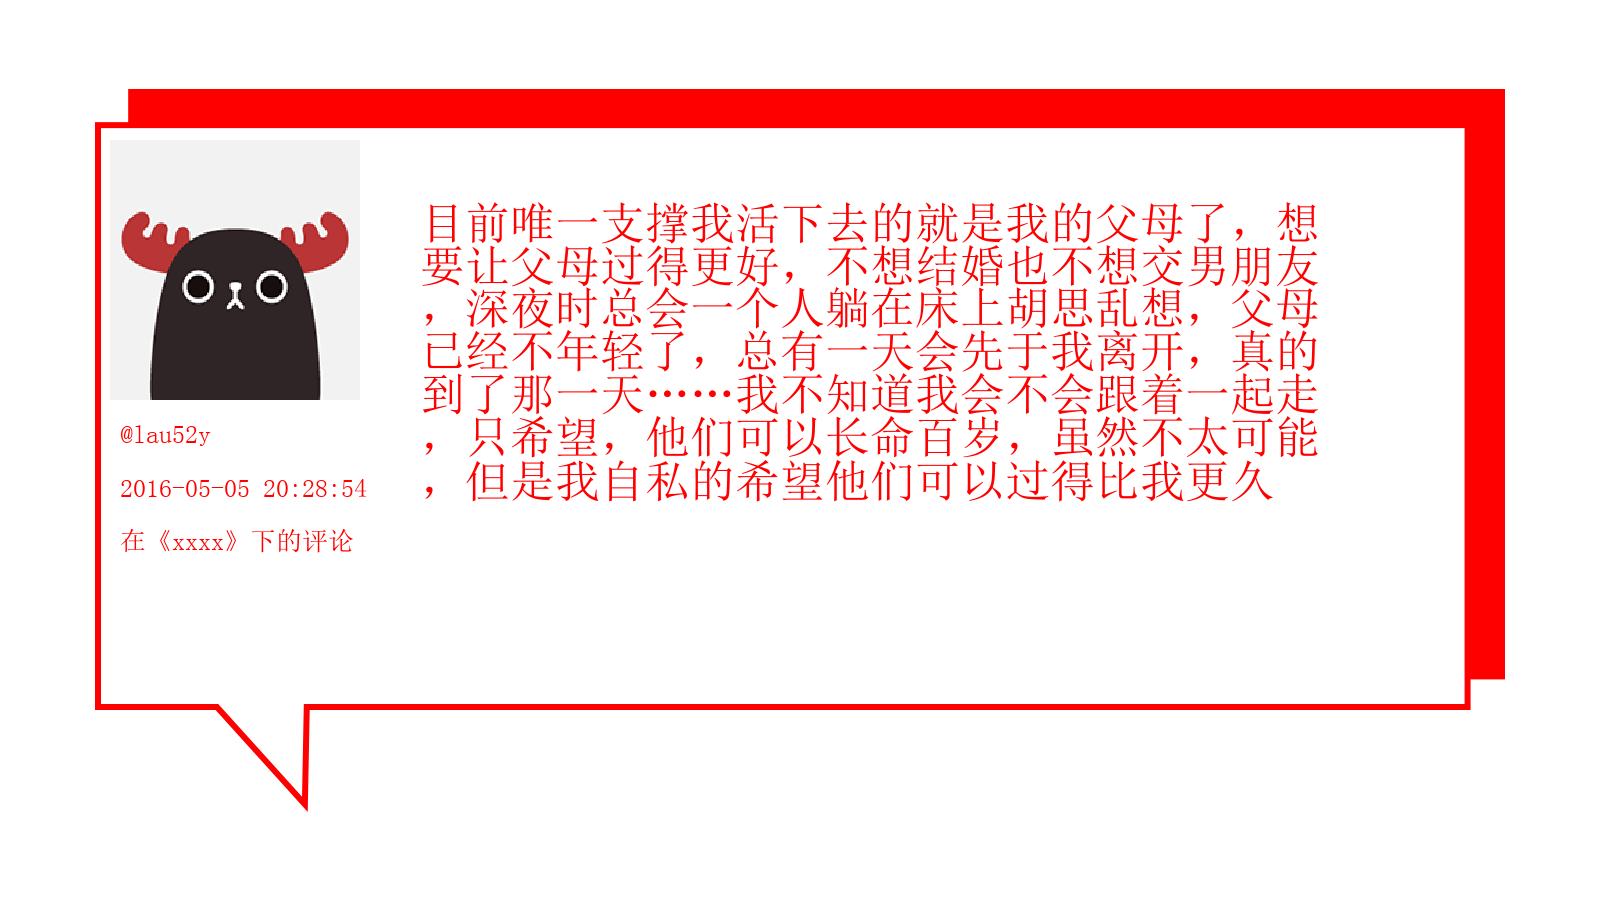 目前唯一支撑我活下去的就是我的父母了，想
要让父母过得更好，不想结婚也不想交男朋友
，深夜时总会一个人躺在床上胡思乱想，父母
已经不年轻了，总有一天会先于我离开，真的
到了那一天……我不知道我会不会跟着一起走
，只希望，他们可以长命百岁，虽然不太可能
，但是我自私的希望他们可以过得比我更久
@lau52y
2016-05-05 20:28:54
在《xxxx》下的评论